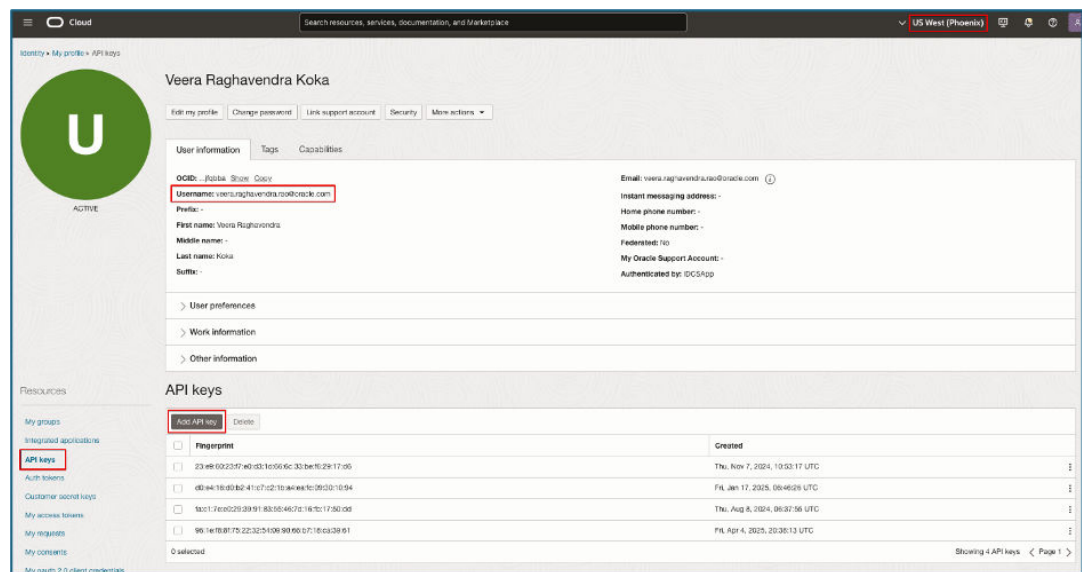 Cloud
Search resources, services, documentation, and Marketplace
US West (Phoenix)
Identity » My profile » API keys
U
ACTIVE
Veera Raghavendra Koka
Edit my profile Change password Link support account Security More actions
User information Tags Capabilities
OCID: ...jfqbba Show Copy
Username: veera.raghavendra.rao@oracle.com
Prefix: -
First name: Veera Raghavendra
Middle name: -
Last name: Koka
Suffix: -
Email: veera.raghavendra.rao@oracle.com
Instant messaging address: -
Home phone number: -
Mobile phone number: -
Federated: No
My Oracle Support Account: -
Authenticated by: IDCSApp
User preferences
Work information
Other information
Resources
My groups
Integrated applications
API keys
Auth tokens
Customer secret keys
My access tokens
My requests
My consents
My oauth 2.0 client credentials
API keys
Add API key Delete
Fingerprint Created
Thu, Nov 7, 2024, 10:53:17 UTC
Fri, Jan 17, 2025, 08:46:26 UTC
Thu, Aug 8, 2024, 06:37:56 UTC
Fri, Apr 4, 2025, 20:38:13 UTC
0 selected
Showing 4 API keys < Page 1 >